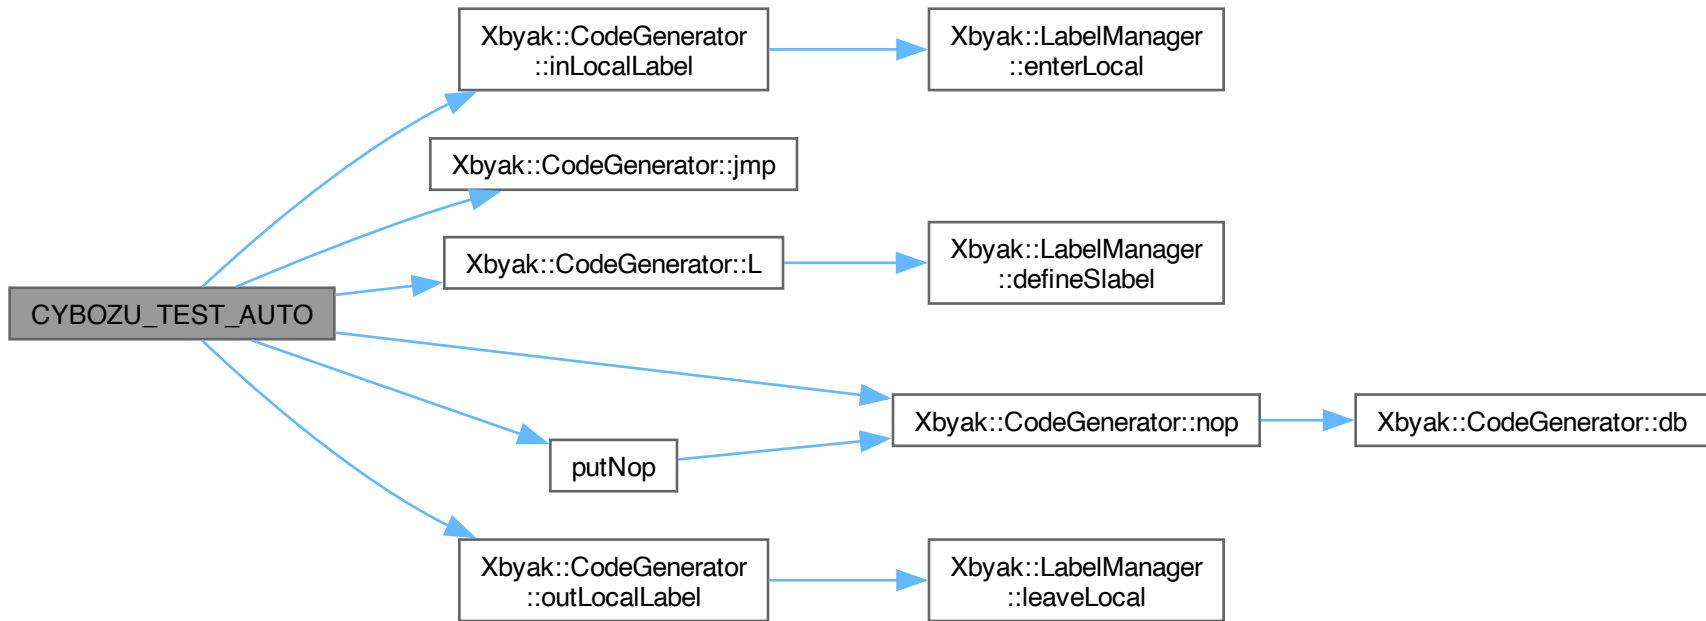 Xbyak::CodeGenerator
::inLocalLabel
Xbyak::LabelManager
::enterLocal
Xbyak::CodeGenerator::jmp
Xbyak::CodeGenerator::L
Xbyak::LabelManager
::defineSlabel
CYBOZU_TEST_AUTO
Xbyak::CodeGenerator::nop
Xbyak::CodeGenerator::db
putNop
Xbyak::CodeGenerator
::outLocalLabel
Xbyak::LabelManager
::leaveLocal